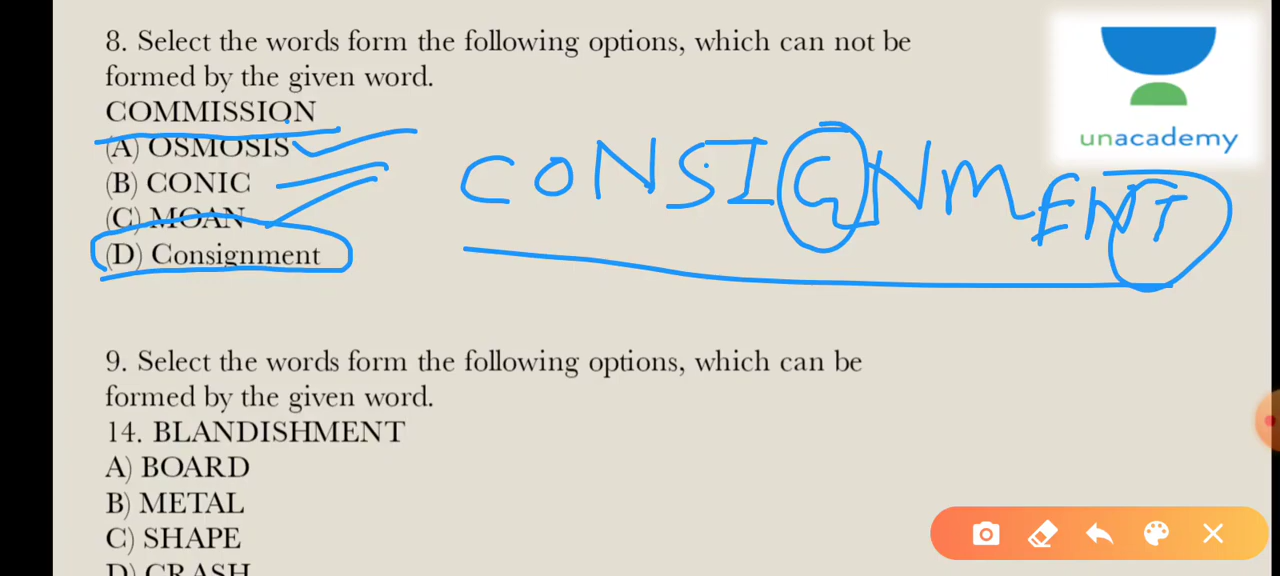 8. Select the words form the following options, which can not be
formed by the given word.
COMMISSION
(A) OSMOSIS
(B) CONIC
(C) MOAN
(D) Consignment
CONSIGNMENT
unacademy
9. Select the words form the following options, which can be
formed by the given word.
14. BLANDISHMENT
A) BOARD
B) METAL
C) SHAPE
D) CRASH